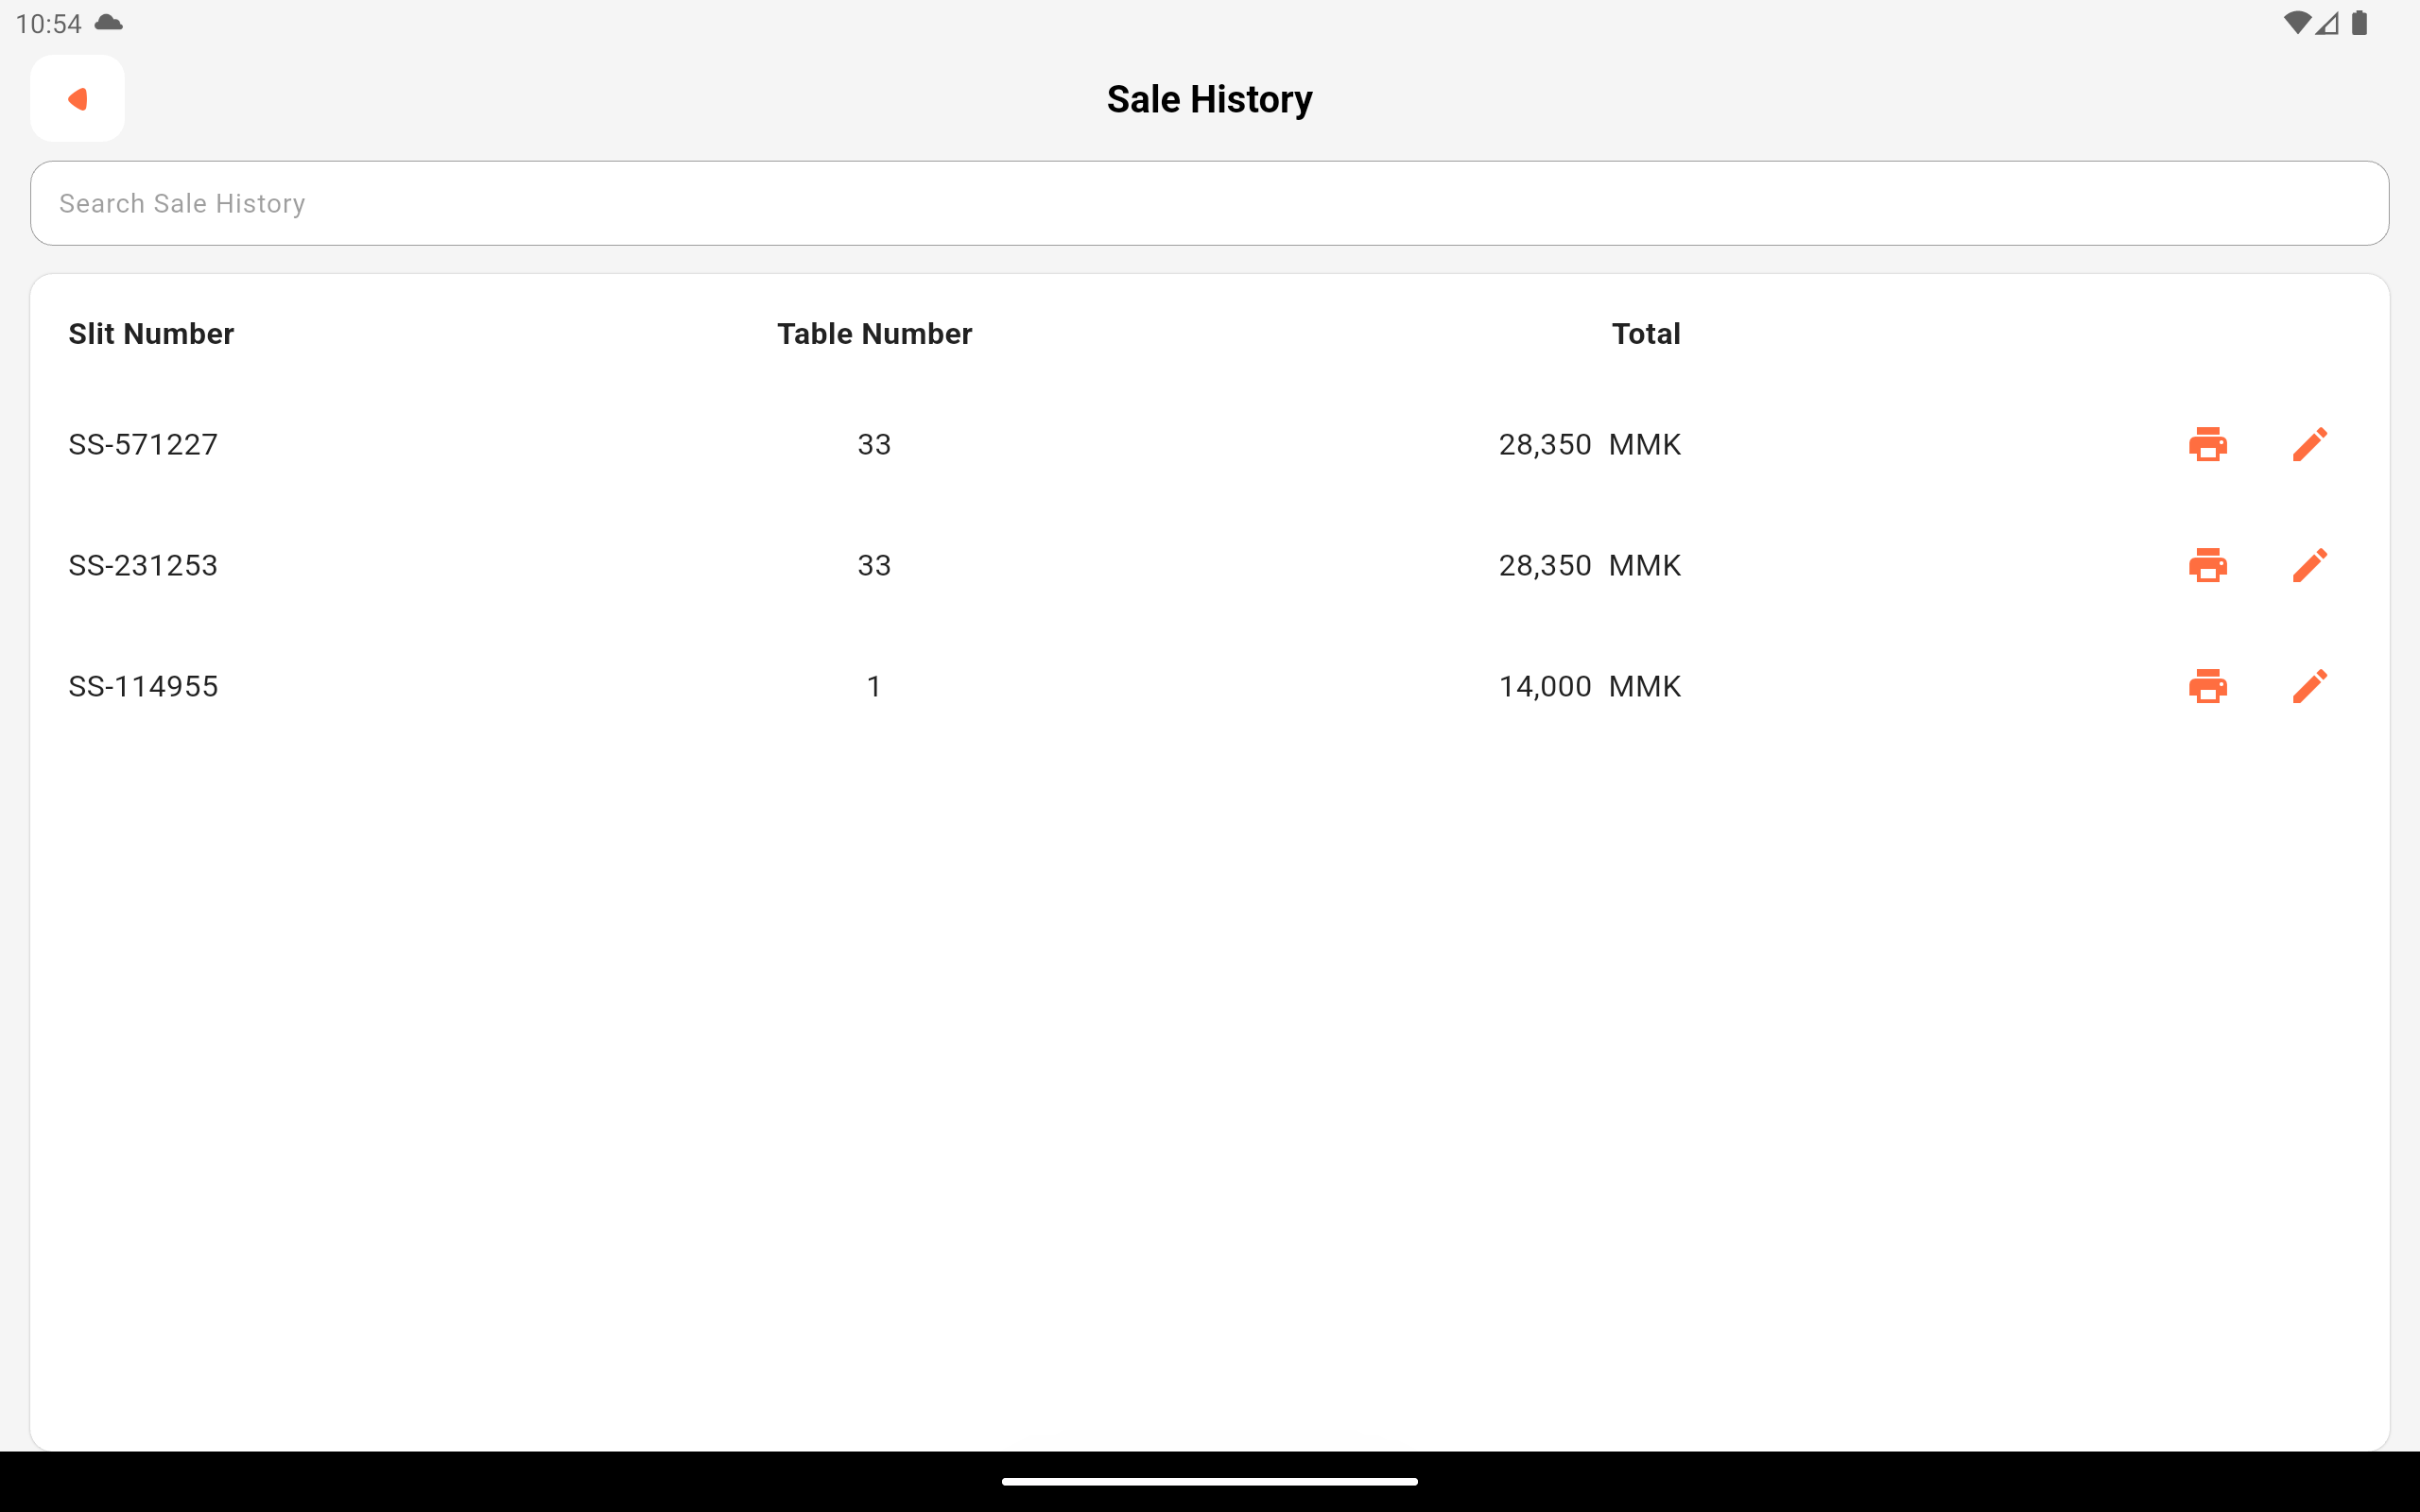 10:54
Sale History
Search Sale History
Slit Number Table Number Total
SS-571227 33 28,350 MMK
SS-231253 33 28,350 MMK
SS-114955 1 14,000 MMK